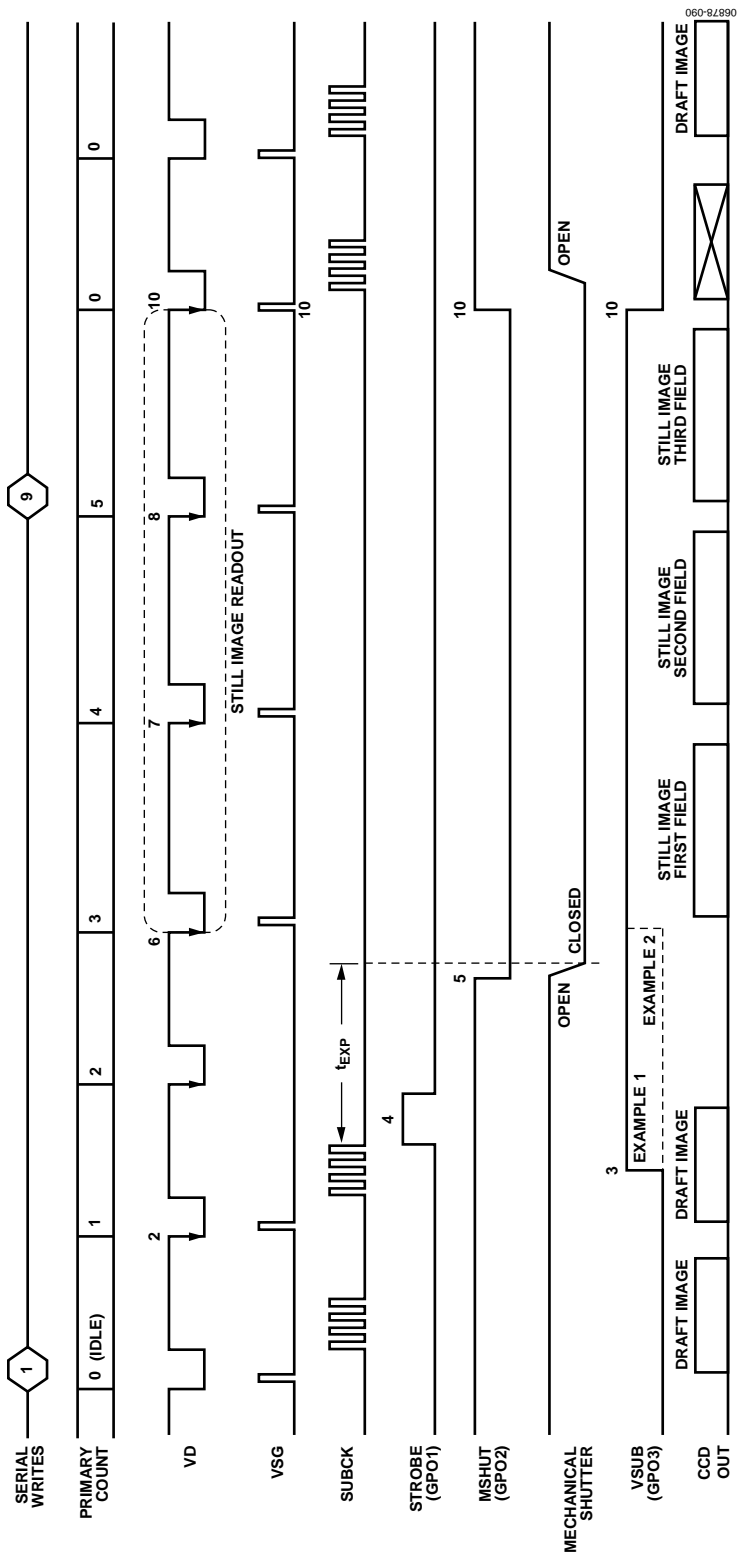 SERIAL
WRITES
1
9
PRIMARY
COUNT
0 (IDLE)
1
2
3
4
5
0
0
VD
2
6
7
8
10
STILL IMAGE READOUT
VSG
10
SUBCK
tEXP
STROBE
(GPO1)
4
MSHUT
(GPO2)
5
10
MECHANICAL
SHUTTER
OPEN
CLOSED
OPEN
VSUB
(GPO3)
3
EXAMPLE 1
EXAMPLE 2
10
CCD
OUT
DRAFT IMAGE
DRAFT IMAGE
STILL IMAGE
FIRST FIELD
STILL IMAGE
SECOND FIELD
STILL IMAGE
THIRD FIELD
DRAFT IMAGE
06878-090